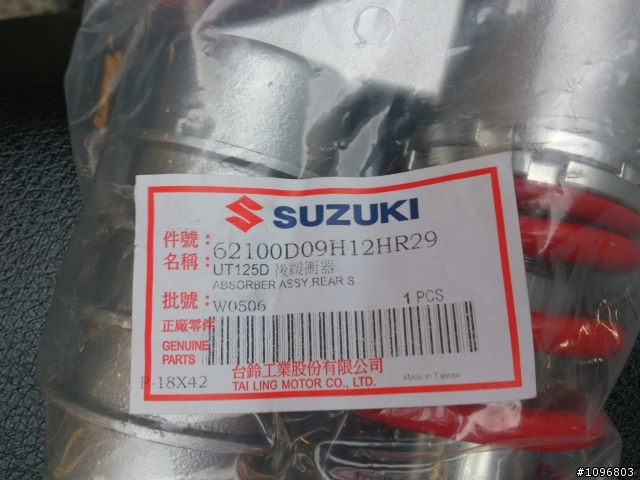 SUZUKI
件號：62100D09H12HR29
名稱：UT125D 後緩衝器
ABSORBER ASSY,REAR S
批號：W0506
1 PCS
正廠零件
GENUINE PARTS
P-18X42
台鈴工業股份有限公司
TAI LING MOTOR CO., LTD.
Made in Taiwan
#1096803